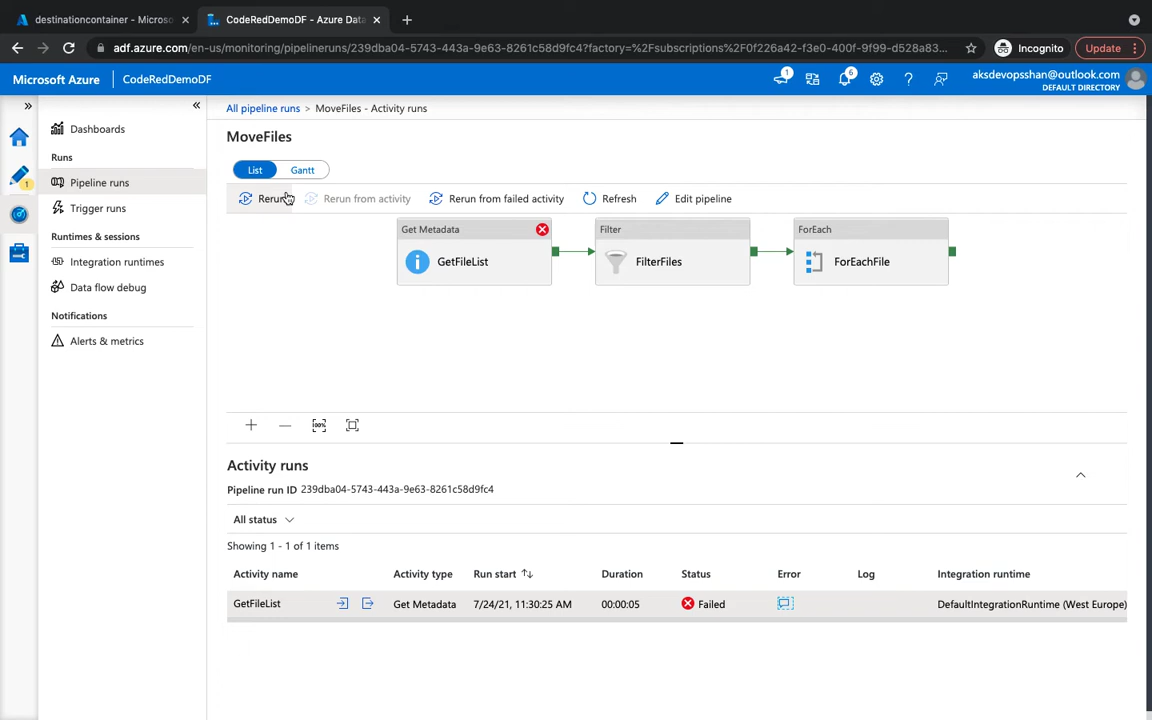 destinationcontainer - Microso
CodeRedDemoDF - Azure Data
adf.azure.com/en-us/monitoring/pipelineruns/239dba04-5743-443a-9e63-8261c58d9fc4?factory=%2Fsubscriptions%2F0f226a42-f3e0-400f-9f99-d528a83...
Incognito
Update
Microsoft Azure
CodeRedDemoDF
1
6
aksdevopsshan@outlook.com
DEFAULT DIRECTORY
1
Dashboards
Runs
Pipeline runs
Trigger runs
Runtimes & sessions
Integration runtimes
Data flow debug
Notifications
Alerts & metrics
All pipeline runs > MoveFiles - Activity runs
MoveFiles
List Gantt
Rerun
Rerun from activity
Rerun from failed activity
Refresh
Edit pipeline
Get Metadata
GetFileList
Filter
FilterFiles
ForEach
ForEachFile
100%
Activity runs
Pipeline run ID 239dba04-5743-443a-9e63-8261c58d9fc4
All status
Showing 1 - 1 of 1 items
Activity name Activity type Run start Duration Status Error Log Integration runtime
GetFileList Get Metadata 7/24/21, 11:30:25 AM 00:00:05 Failed DefaultIntegrationRuntime (West Europe)